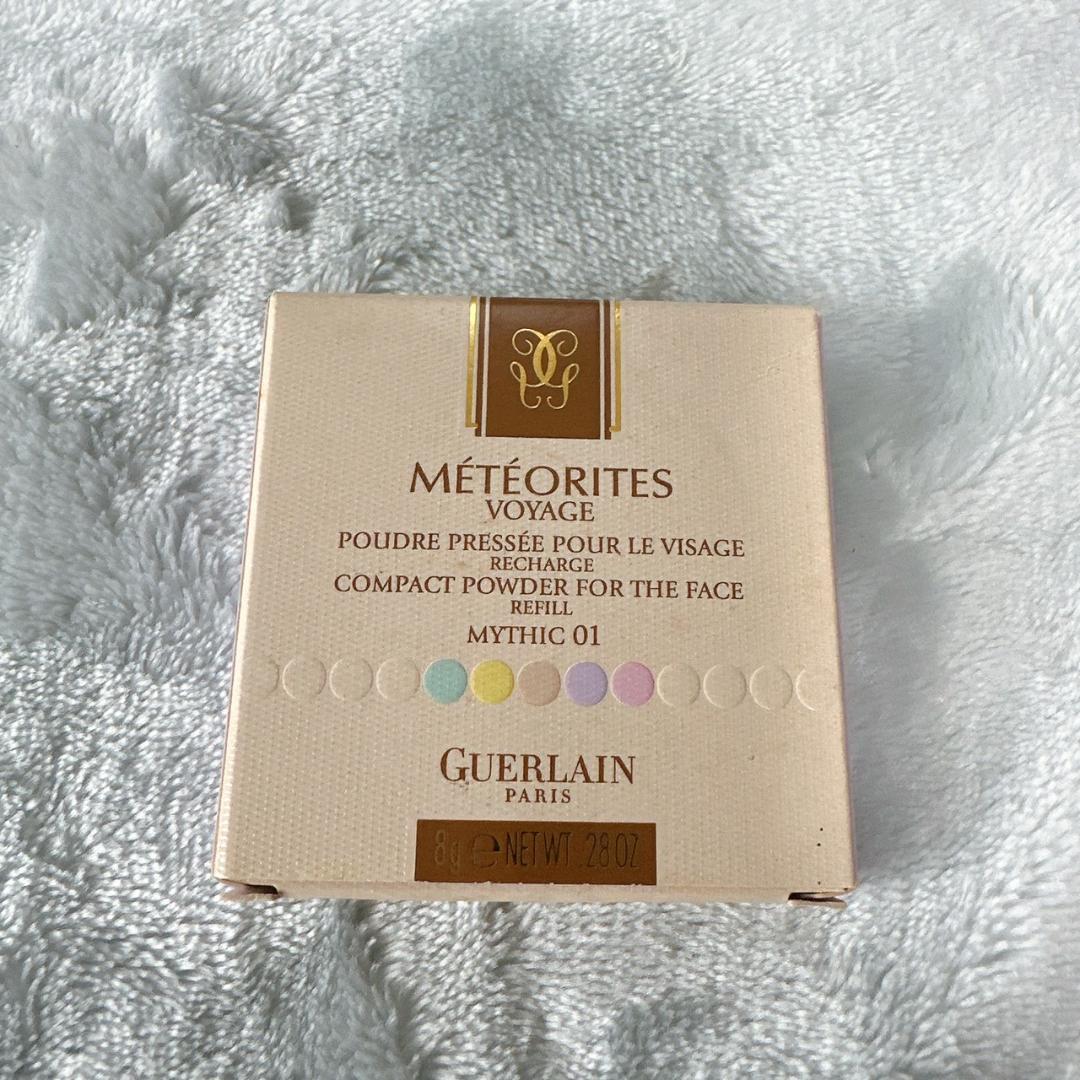 MÉTÉORITES
VOYAGE
POUDRE PRESSÉE POUR LE VISAGE
RECHARGE
COMPACT POWDER FOR THE FACE
REFILL
MYTHIC 01
GUERLAIN
PARIS
8g e NET WT .28 OZ